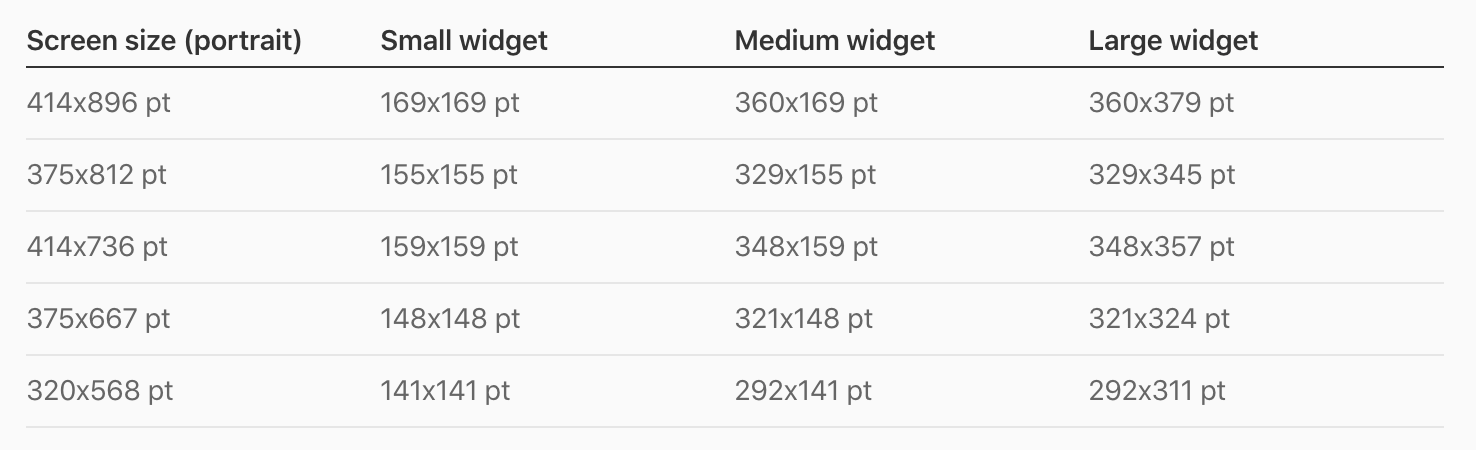 Screen size (portrait) Small widget Medium widget Large widget
414x896 pt 169x169 pt 360x169 pt 360x379 pt
375x812 pt 155x155 pt 329x155 pt 329x345 pt
414x736 pt 159x159 pt 348x159 pt 348x357 pt
375x667 pt 148x148 pt 321x148 pt 321x324 pt
320x568 pt 141x141 pt 292x141 pt 292x311 pt